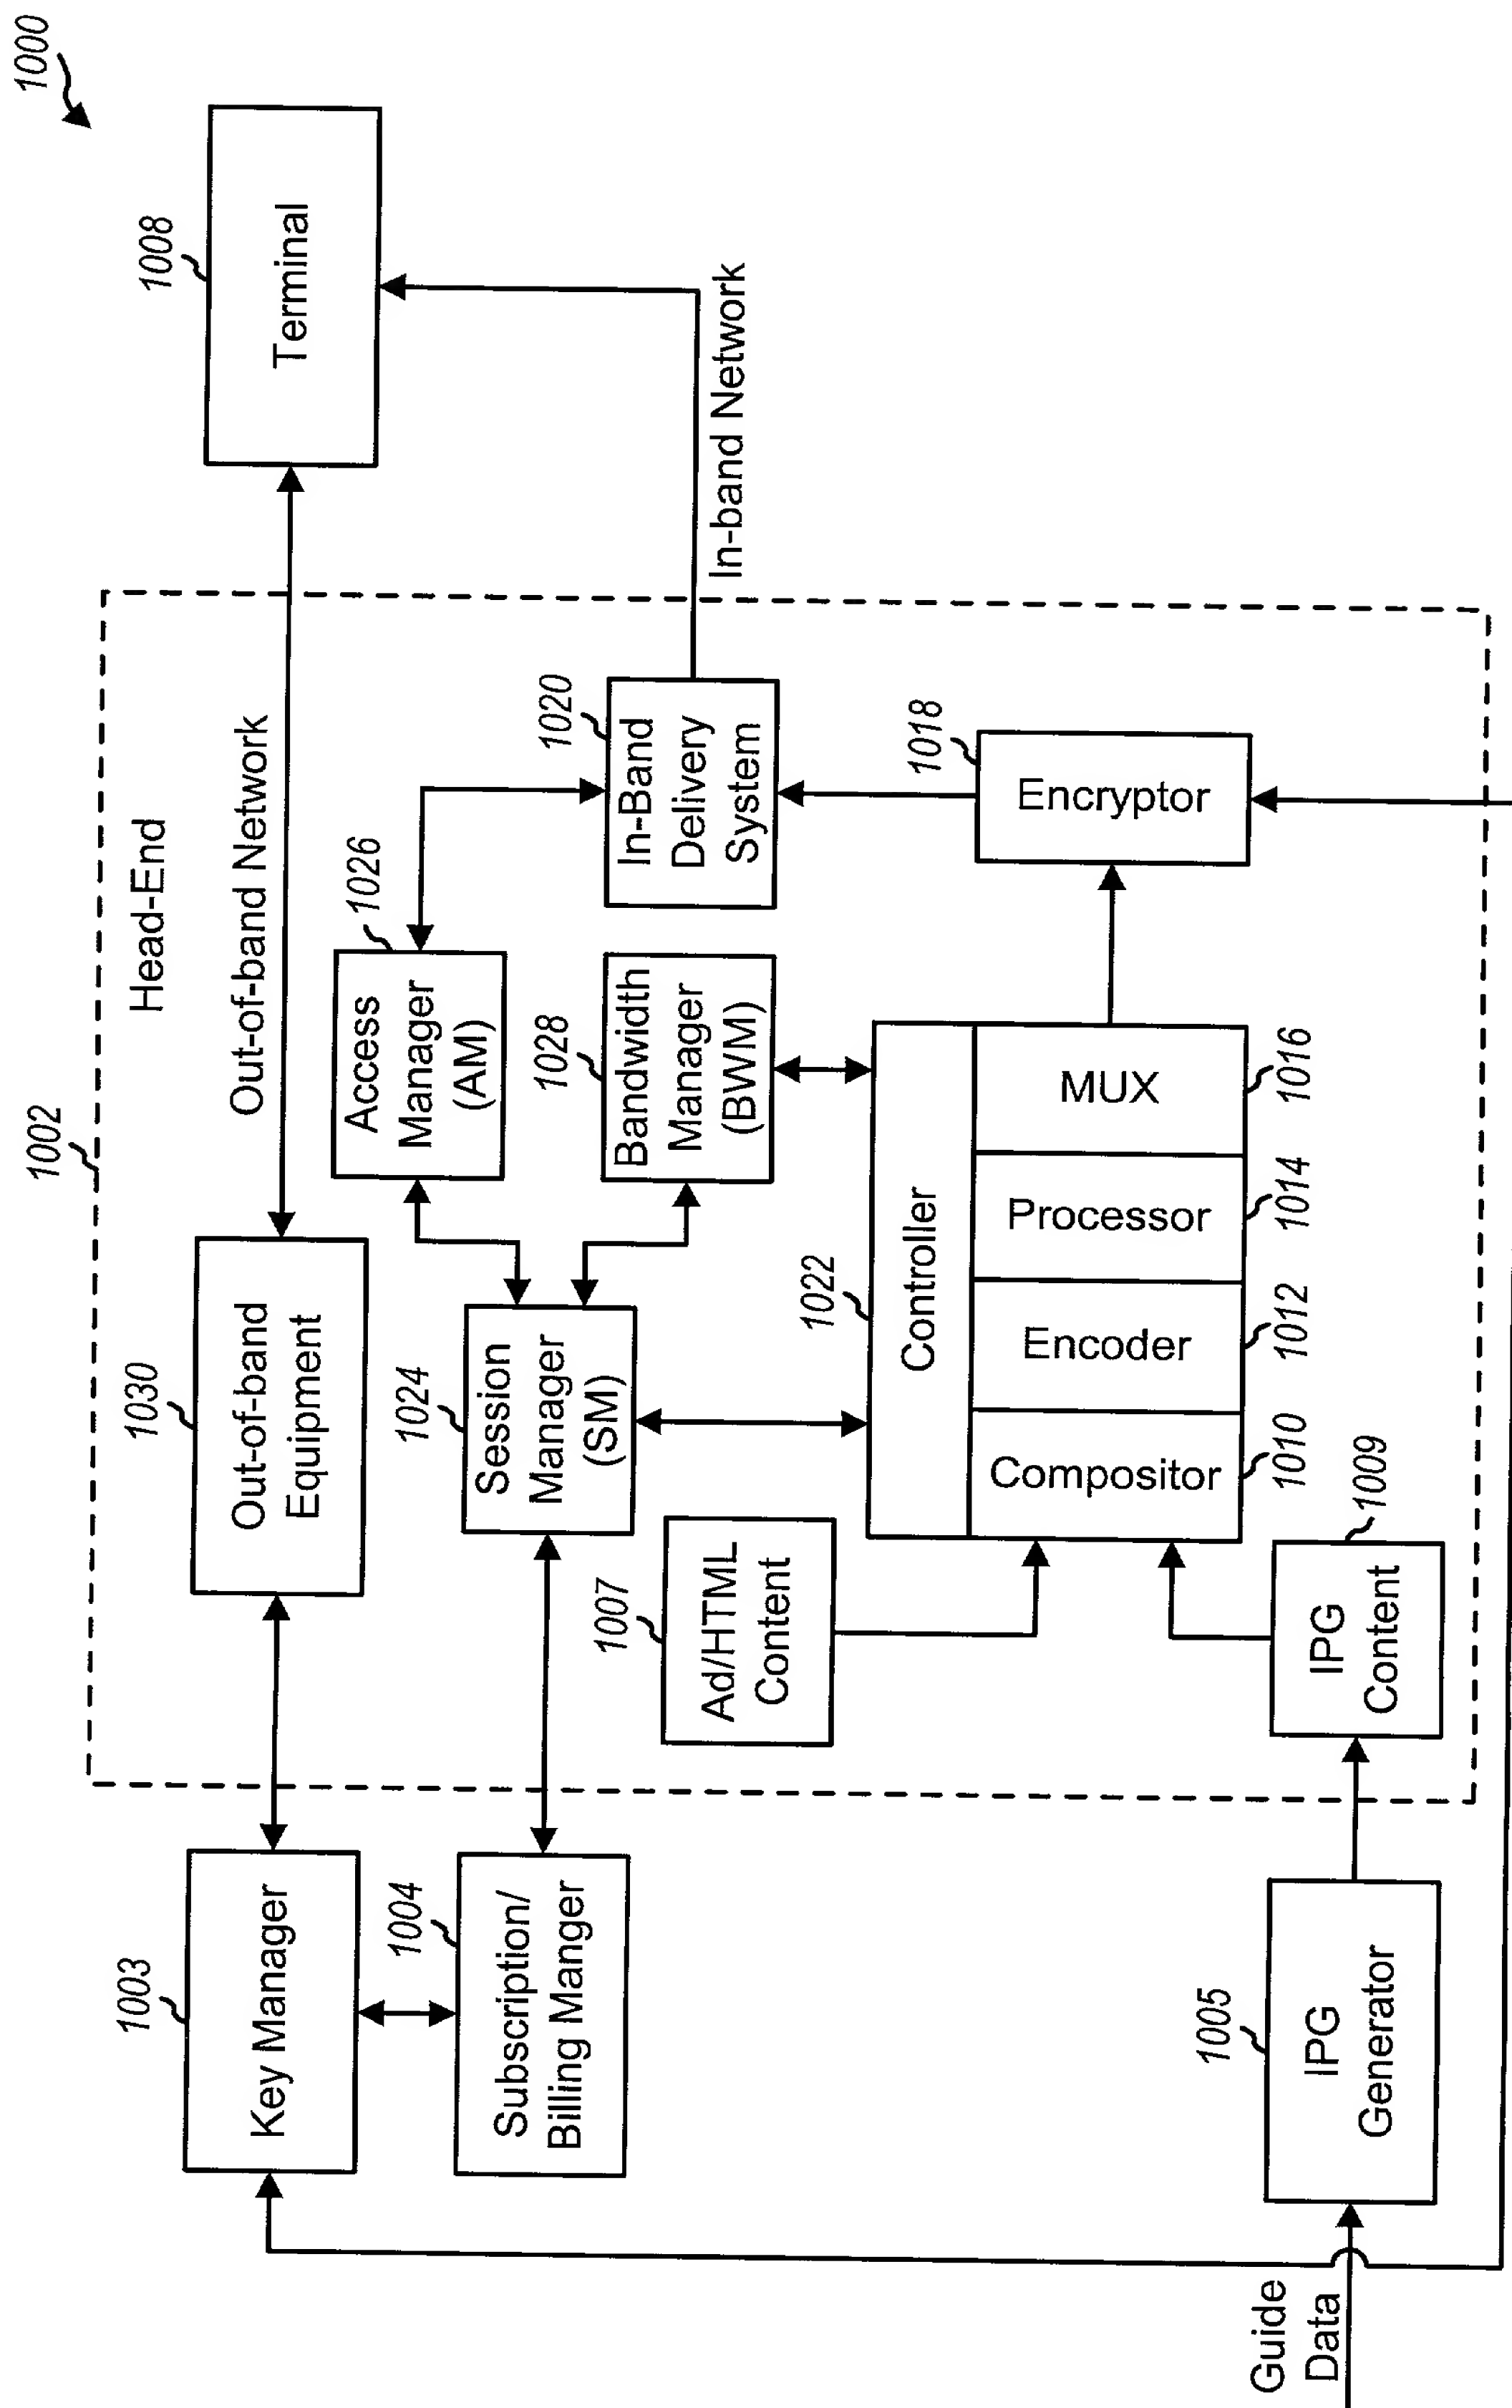 1000
1002
Head-End
1003
Key Manager
1030
Out-of-band
Equipment
Out-of-band Network
1008
Terminal
1004
Subscription/
Billing Manger
1024
Session
Manager
(SM)
1026
Access
Manager
(AM)
1028
Bandwidth
Manager
(BWM)
1020
In-Band
Delivery
System
In-band Network
1007
Ad/HTML
Content
1022
Controller
Compositor
Encoder
Processor
MUX
1010
1012
1014
1016
1018
Encryptor
1005
IPG
Generator
1009
IPG
Content
Guide
Data